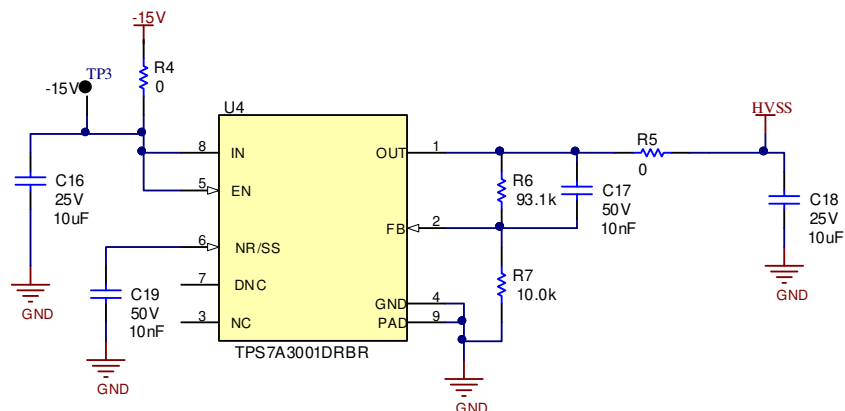 -15V
R4
0
TP3
-15V
C16
25V
10uF
GND
U4
8
IN
5
EN
6
NR/SS
7
DNC
3
NC
OUT
1
FB
2
GND
4
PAD
9
TPS7A3001DRBR
C19
50V
10nF
GND
R6
93.1k
C17
50V
10nF
R7
10.0k
GND
R5
0
HVSS
C18
25V
10uF
GND